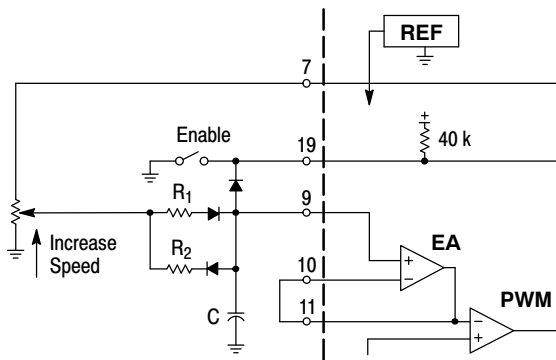 REF
7
Enable
19
40 k
R1
9
Increase
Speed
R2
10
EA
11
PWM
C
+
-
-
+
+